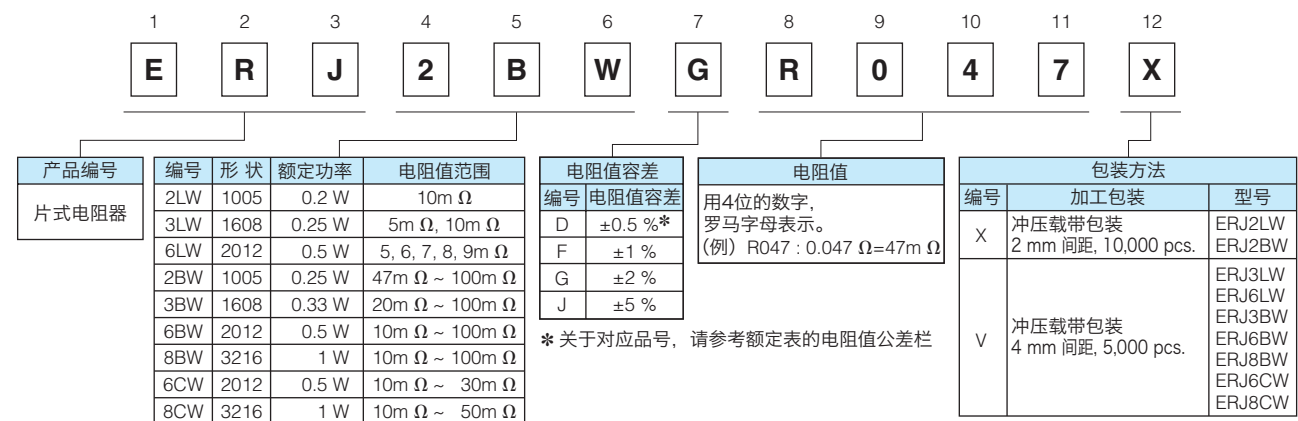 1 2 3 4 5 6 7 8 9 10 11 12
E R J 2 B W G R 0 4 7 X
产品编号
片式电阻器
编号 形 状 额定功率 电阻值范围
2LW 1005 0.2 W 10m Ω
3LW 1608 0.25 W 5m Ω, 10m Ω
6LW 2012 0.5 W 5, 6, 7, 8, 9m Ω
2BW 1005 0.25 W 47m Ω ~ 100m Ω
3BW 1608 0.33 W 20m Ω ~ 100m Ω
6BW 2012 0.5 W 10m Ω ~ 100m Ω
8BW 3216 1 W 10m Ω ~ 100m Ω
6CW 2012 0.5 W 10m Ω ~ 30m Ω
8CW 3216 1 W 10m Ω ~ 50m Ω
电阻值容差
编号 电阻值容差
D ±0.5 %✽
F ±1 %
G ±2 %
J ±5 %
✽ 关于对应品号，请参考额定表的电阻值公差栏
电阻值
用4位的数字，
罗马字母表示。
(例) R047 : 0.047 Ω=47m Ω
包装方法
编号 加工包装 型号
X
冲压载带包装
2 mm 间距, 10,000 pcs.
ERJ2LW
ERJ2BW
V
冲压载带包装
4 mm 间距, 5,000 pcs.
ERJ3LW
ERJ6LW
ERJ3BW
ERJ6BW
ERJ8BW
ERJ6CW
ERJ8CW